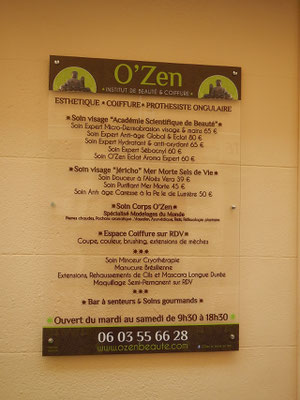 O'Zen
INSTITUT DE BEAUTÉ & COIFFURE
ESTHETIQUE * COIFFURE * PROTHESISTE ONGULAIRE
* Soin visage "Académie Scientifique de Beauté" *
Soin Expert Micro-Dermabrasion visage & mains 65 €
Soin Expert Anti-âge Global & Eclat 80 €
Soin Expert Hydratant & anti-oxydant 65 €
Soin Expert Sébaonyl 60 €
Soin O'Zen Eclat Aroma Expert 60 €
* Soin visage "Jéricho" Mer Morte Sels de Vie *
Soin Douceur à l'Aloés Vera 39 €
Soin Purifiant Mer Morte 45 €
Soin Anti âge Caresse à la Perle de Lumière 50 €
* Soin Corps O'Zen *
Spécialisé Modelages du Monde
* Espace Coiffure sur RDV *
Coupe, couleur, brushing, extensions de mèches
***
Soin Minceur Cryothérapie
Manucure Brésilienne
Extensions, Rehaussements de Cils et Mascara Longue Durée
Maquillage Semi-Permanent sur RDV
***
* Bar à senteurs & Soins gourmands *
* Ouvert du mardi au samedi de 9h30 à 18h30 *
06 03 55 66 28
www.ozenbeaute.com